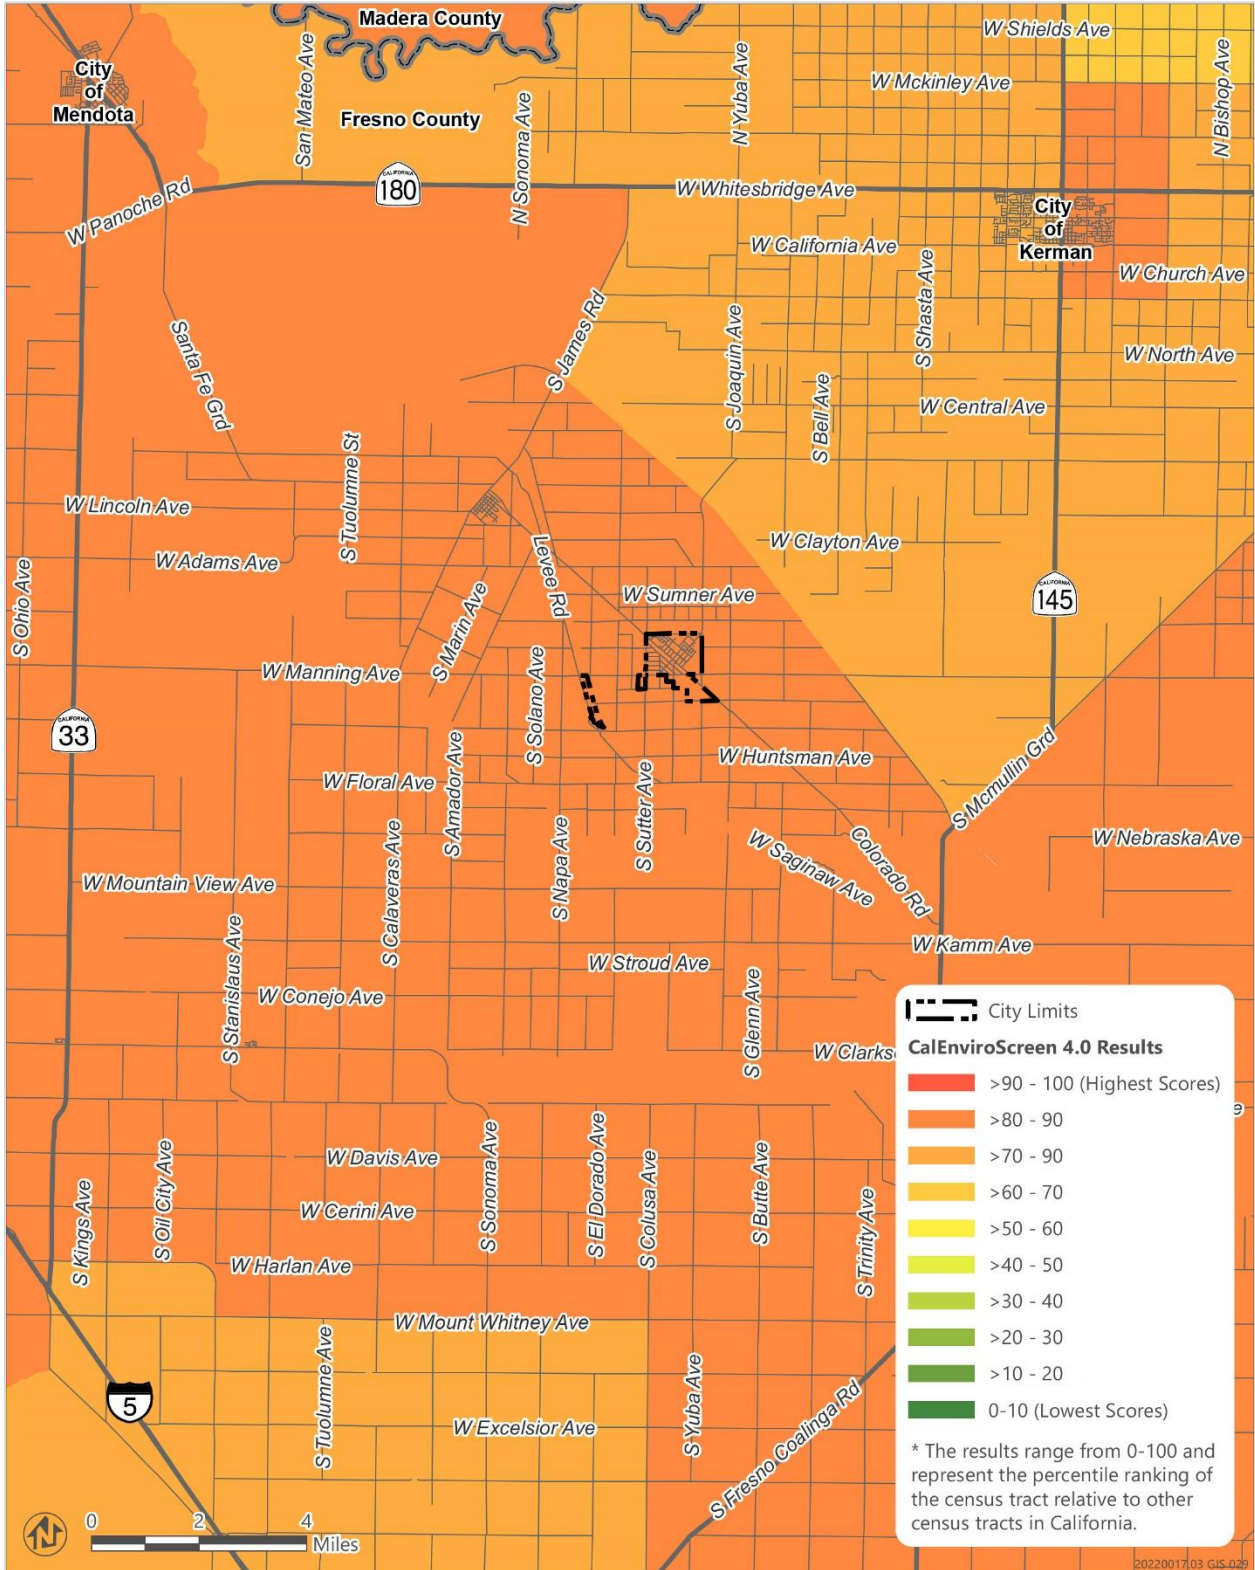 Madera County
W Shields Ave
City
of
Mendota
San Mateo Ave
N Sonoma Ave
N Yuba Ave
W Mckinley Ave
N Bishop Ave
Fresno County
CALIFORNIA
180
W Whitesbridge Ave
W Panoche Rd
City
of
Kerman
W California Ave
W Church Ave
S Shasta Ave
Santa Fe Grd
S James Rd
S Joaquin Ave
W North Ave
S Bell Ave
W Central Ave
S Tuolumne St
W Lincoln Ave
W Adams Ave
Levee Rd
W Clayton Ave
S Ohio Ave
S Marin Ave
W Sumner Ave
CALIFORNIA
145
W Manning Ave
S Solano Ave
CALIFORNIA
33
W Huntsman Ave
W Floral Ave
S Amador Ave
S Sutter Ave
S Mcmullin Grd
S Calaveras Ave
S Napa Ave
W Saginaw Ave
Colorado Rd
W Nebraska Ave
W Mountain View Ave
S Stanislaus Ave
W Kamm Ave
W Stroud Ave
W Conejo Ave
S Glenn Ave
W Clarks
e
W Davis Ave
S Kings Ave
S Oil City Ave
W Cerini Ave
S Sonoma Ave
S El Dorado Ave
S Colusa Ave
S Butte Ave
S Trinity Ave
W Harlan Ave
W Mount Whitney Ave
5
S Tuolumne Ave
W Excelsior Ave
S Yuba Ave
S Fresno Coalinga Rd
City Limits
CalEnviroScreen 4.0 Results
>90 - 100 (Highest Scores)
>80 - 90
>70 - 90
>60 - 70
>50 - 60
>40 - 50
>30 - 40
>20 - 30
>10 - 20
0-10 (Lowest Scores)
* The results range from 0-100 and
represent the percentile ranking of
the census tract relative to other
census tracts in California.
N
0 2 4
Miles
20220017.03 GIS 029